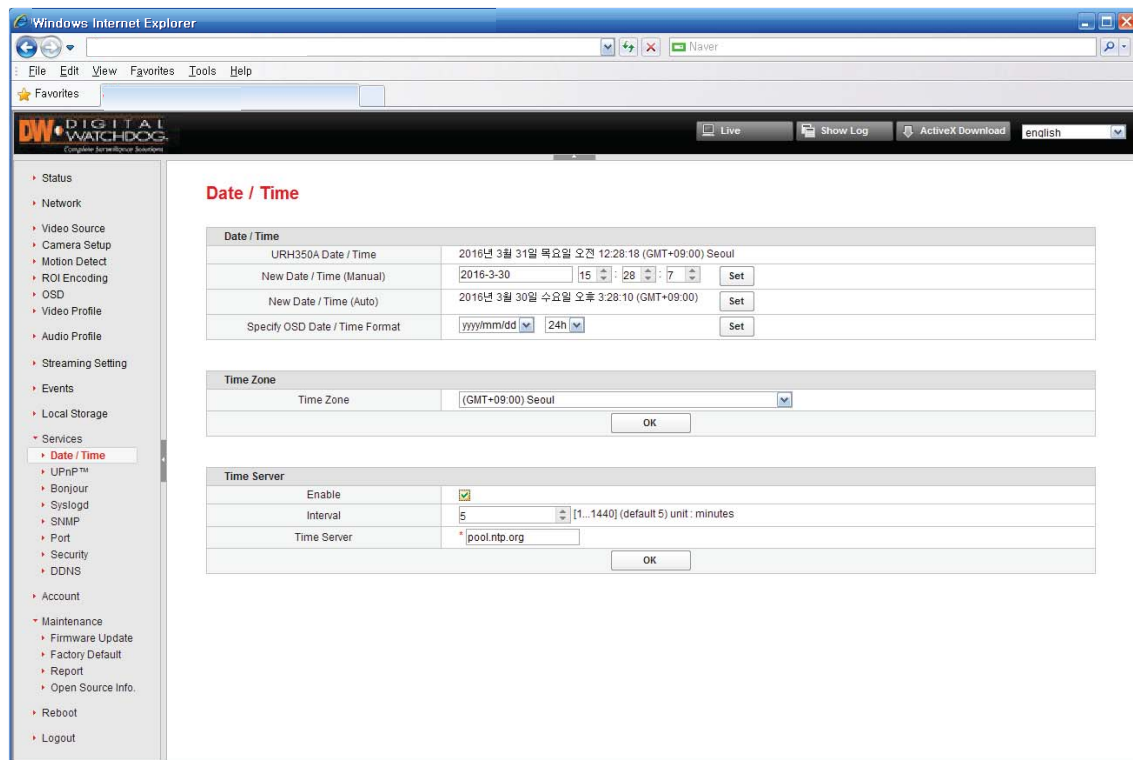 Windows Internet Explorer
Naver
File Edit View Favorites Tools Help
Favorites
DW DIGITAL WATCHDOG
Complete Surveillance Solutions
Live Show Log ActiveX Download english
Status
Network
Video Source
Camera Setup
Motion Detect
ROI Encoding
OSD
Video Profile
Audio Profile
Streaming Setting
Events
Local Storage
Services
Date / Time
UPnP™
Bonjour
Syslogd
SNMP
Port
Security
DDNS
Account
Maintenance
Firmware Update
Factory Default
Report
Open Source Info.
Reboot
Logout
Date / Time
Date / Time
URH350A Date / Time 2016년 3월 31일 목요일 오전 12:28:18 (GMT+09:00) Seoul
New Date / Time (Manual) 2016-3-30 15 : 28 : 7 Set
New Date / Time (Auto) 2016년 3월 30일 수요일 오후 3:28:10 (GMT+09:00) Set
Specify OSD Date / Time Format yyyy/mm/dd 24h Set
Time Zone
Time Zone (GMT+09:00) Seoul
OK
Time Server
Enable
Interval 5 [1...1440] (default 5) unit : minutes
Time Server * pool.ntp.org
OK